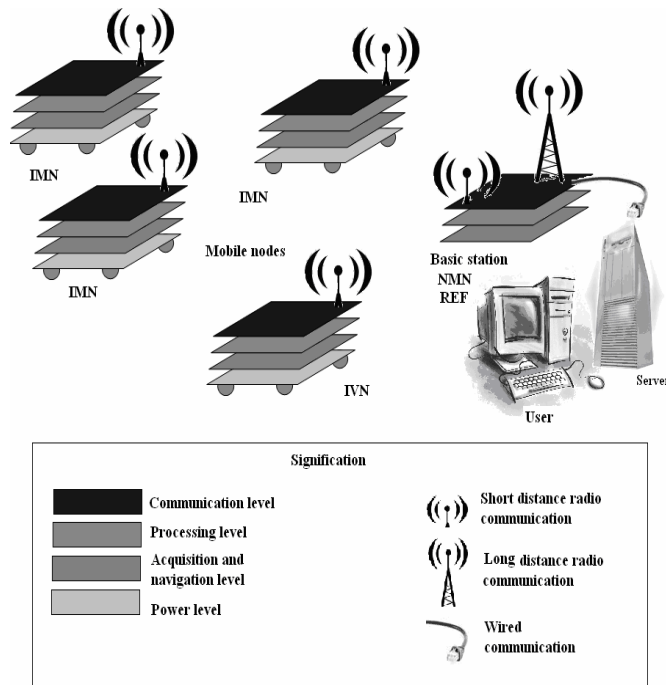 IMN
IMN
IMN
Mobile nodes
Basic station
NMN
REF
IVN
User
Server
Signification
Communication level
Processing level
Acquisition and
navigation level
Power level
Short distance radio
communication
Long distance radio
communication
Wired
communication